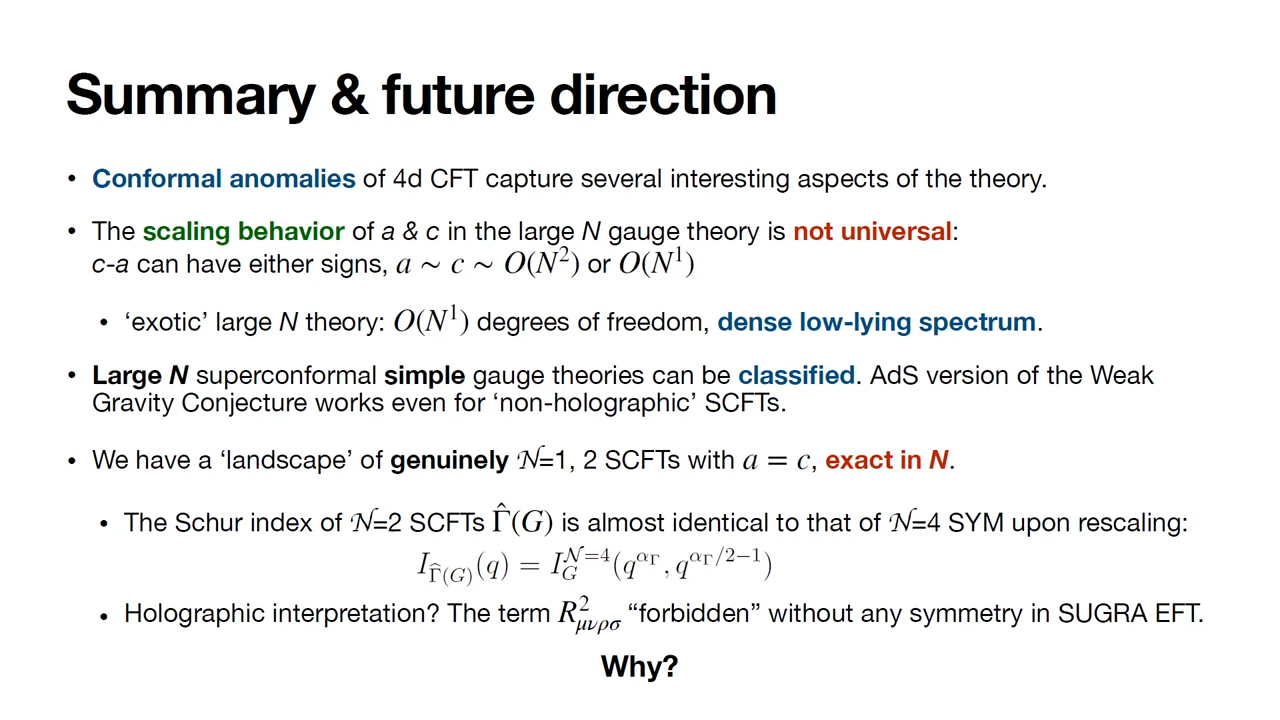 Summary & future direction
• Conformal anomalies of 4d CFT capture several interesting aspects of the theory.
• The scaling behavior of a & c in the large N gauge theory is not universal:
c-a can have either signs, a ∼ c ∼ O(N²) or O(N¹)
• ‘exotic’ large N theory: O(N¹) degrees of freedom, dense low-lying spectrum.
• Large N superconformal simple gauge theories can be classified. AdS version of the Weak
Gravity Conjecture works even for ‘non-holographic’ SCFTs.
• We have a ‘landscape’ of genuinely 𝒩=1, 2 SCFTs with a = c, exact in N.
• The Schur index of 𝒩=2 SCFTs Γ̂(G) is almost identical to that of 𝒩=4 SYM upon rescaling:
I_{Γ̂(G)}(q) = I_G^{𝒩=4}(q^{α_Γ}, q^{α_Γ/2−1})
• Holographic interpretation? The term R²_{μνρσ} “forbidden” without any symmetry in SUGRA EFT.
Why?